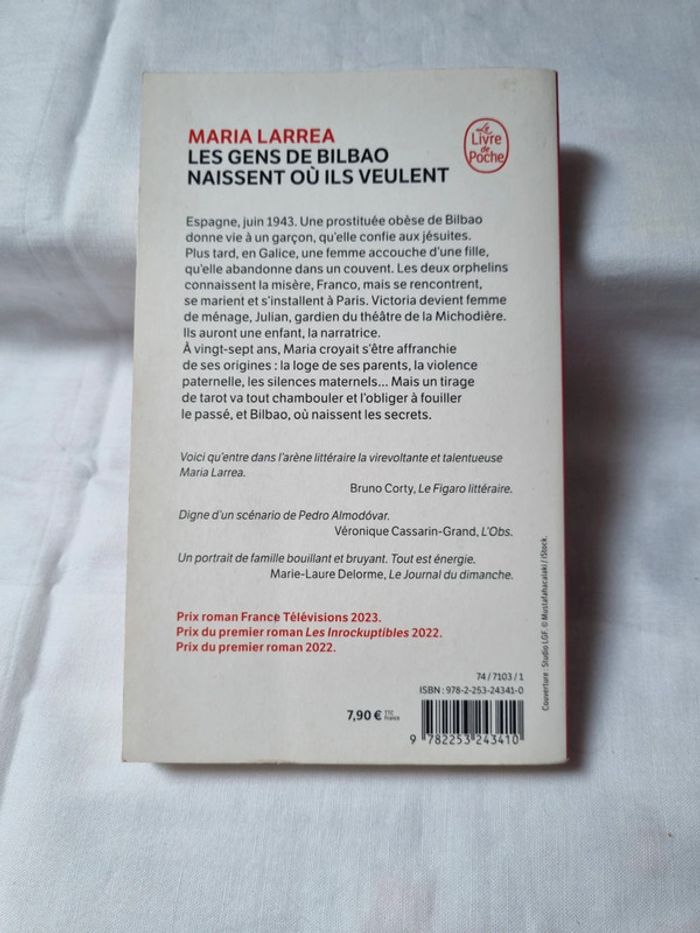 MARIA LARREA
LES GENS DE BILBAO
NAISSENT OÙ ILS VEULENT
Le
Livre
de
Poche
Espagne, juin 1943. Une prostituée obèse de Bilbao
donne vie à un garçon, qu'elle confie aux jésuites.
Plus tard, en Galice, une femme accouche d'une fille,
qu'elle abandonne dans un couvent. Les deux orphelins
connaissent la misère, Franco, mais se rencontrent,
se marient et s'installent à Paris. Victoria devient femme
de ménage, Julian, gardien du théâtre de la Michodière.
Ils auront une enfant, la narratrice.
À vingt-sept ans, Maria croyait s'être affranchie
de ses origines : la loge de ses parents, la violence
paternelle, les silences maternels... Mais un tirage
de tarot va tout chambouler et l'obliger à fouiller
le passé, et Bilbao, où naissent les secrets.
Voici qu'entre dans l'arène littéraire la virevoltante et talentueuse
Maria Larrea.
Bruno Corty, Le Figaro littéraire.
Digne d'un scénario de Pedro Almodóvar.
Véronique Cassarin-Grand, L'Obs.
Un portrait de famille bouillant et bruyant. Tout est énergie.
Marie-Laure Delorme, Le Journal du dimanche.
Prix roman France Télévisions 2023.
Prix du premier roman Les Inrockuptibles 2022.
Prix du premier roman 2022.
74 / 7103 / 1
ISBN : 978-2-253-24341-0
7,90 € TTC
France
9 782253 243410
Couverture : Studio LGF. © Mustafahacalaki / iStock.